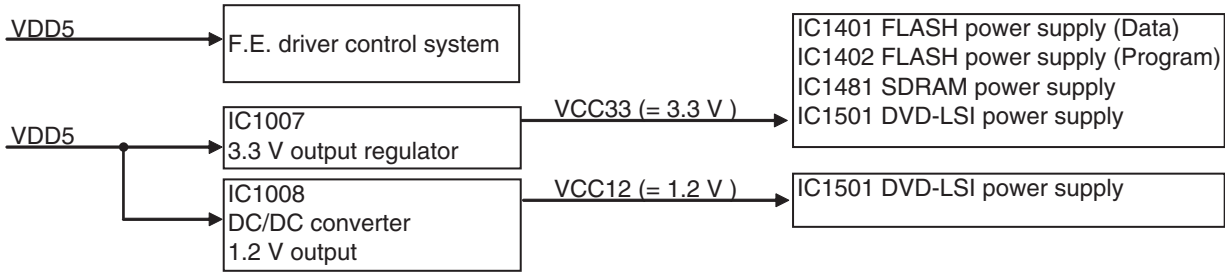 VDD5
F.E. driver control system
IC1401 FLASH power supply (Data)
IC1402 FLASH power supply (Program)
IC1481 SDRAM power supply
IC1501 DVD-LSI power supply
VDD5
IC1007
3.3 V output regulator
VCC33 (= 3.3 V )
IC1008
DC/DC converter
1.2 V output
VCC12 (= 1.2 V )
IC1501 DVD-LSI power supply